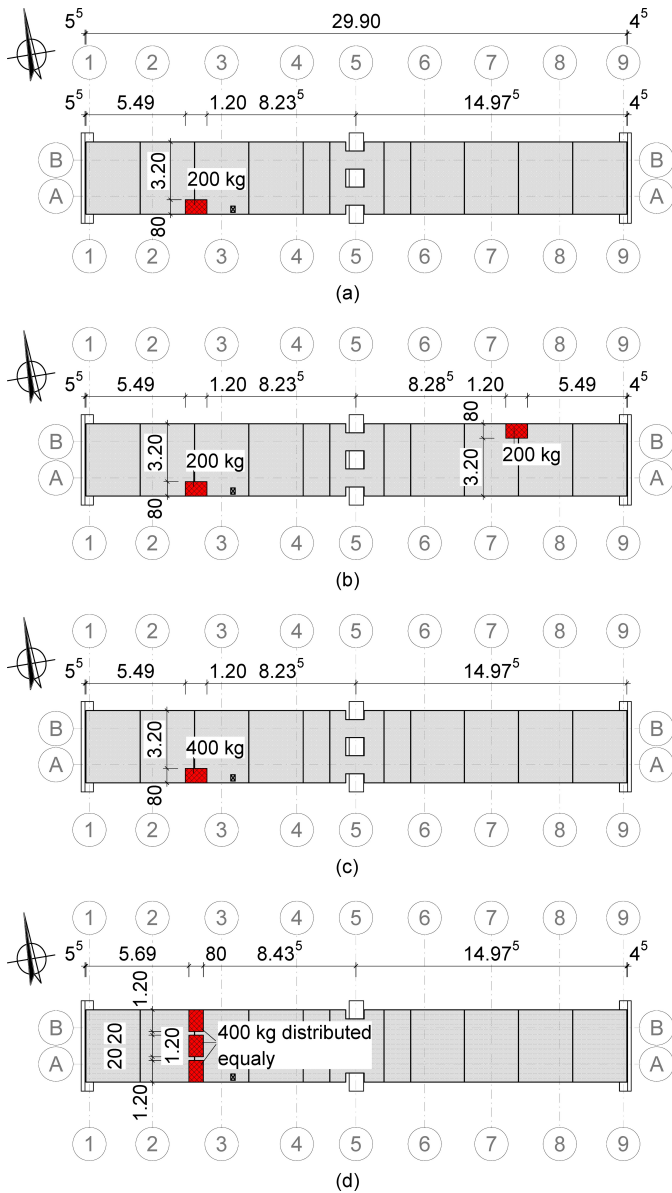 5⁵ 29.90 4⁵
1 2 3 4 5 6 7 8 9
5⁵ 5.49 1.20 8.23⁵ 14.97⁵ 4⁵
B 3.20 B
200 kg
A A
80
1 2 3 4 5 6 7 8 9
(a)
1 2 3 4 5 6 7 8 9
5⁵ 5.49 1.20 8.23⁵ 8.28⁵ 1.20 5.49 4⁵
80
B 3.20 B
200 kg 200 kg
A 3.20 A
80
1 2 3 4 5 6 7 8 9
(b)
1 2 3 4 5 6 7 8 9
5⁵ 5.49 1.20 8.23⁵ 14.97⁵ 4⁵
B 3.20 B
400 kg
A A
80
1 2 3 4 5 6 7 8 9
(c)
1 2 3 4 5 6 7 8 9
5⁵ 5.69 80 8.43⁵ 14.97⁵ 4⁵
1.20
B 20 20 1.20 400 kg distributed B
A equaly A
1.20
1 2 3 4 5 6 7 8 9
(d)